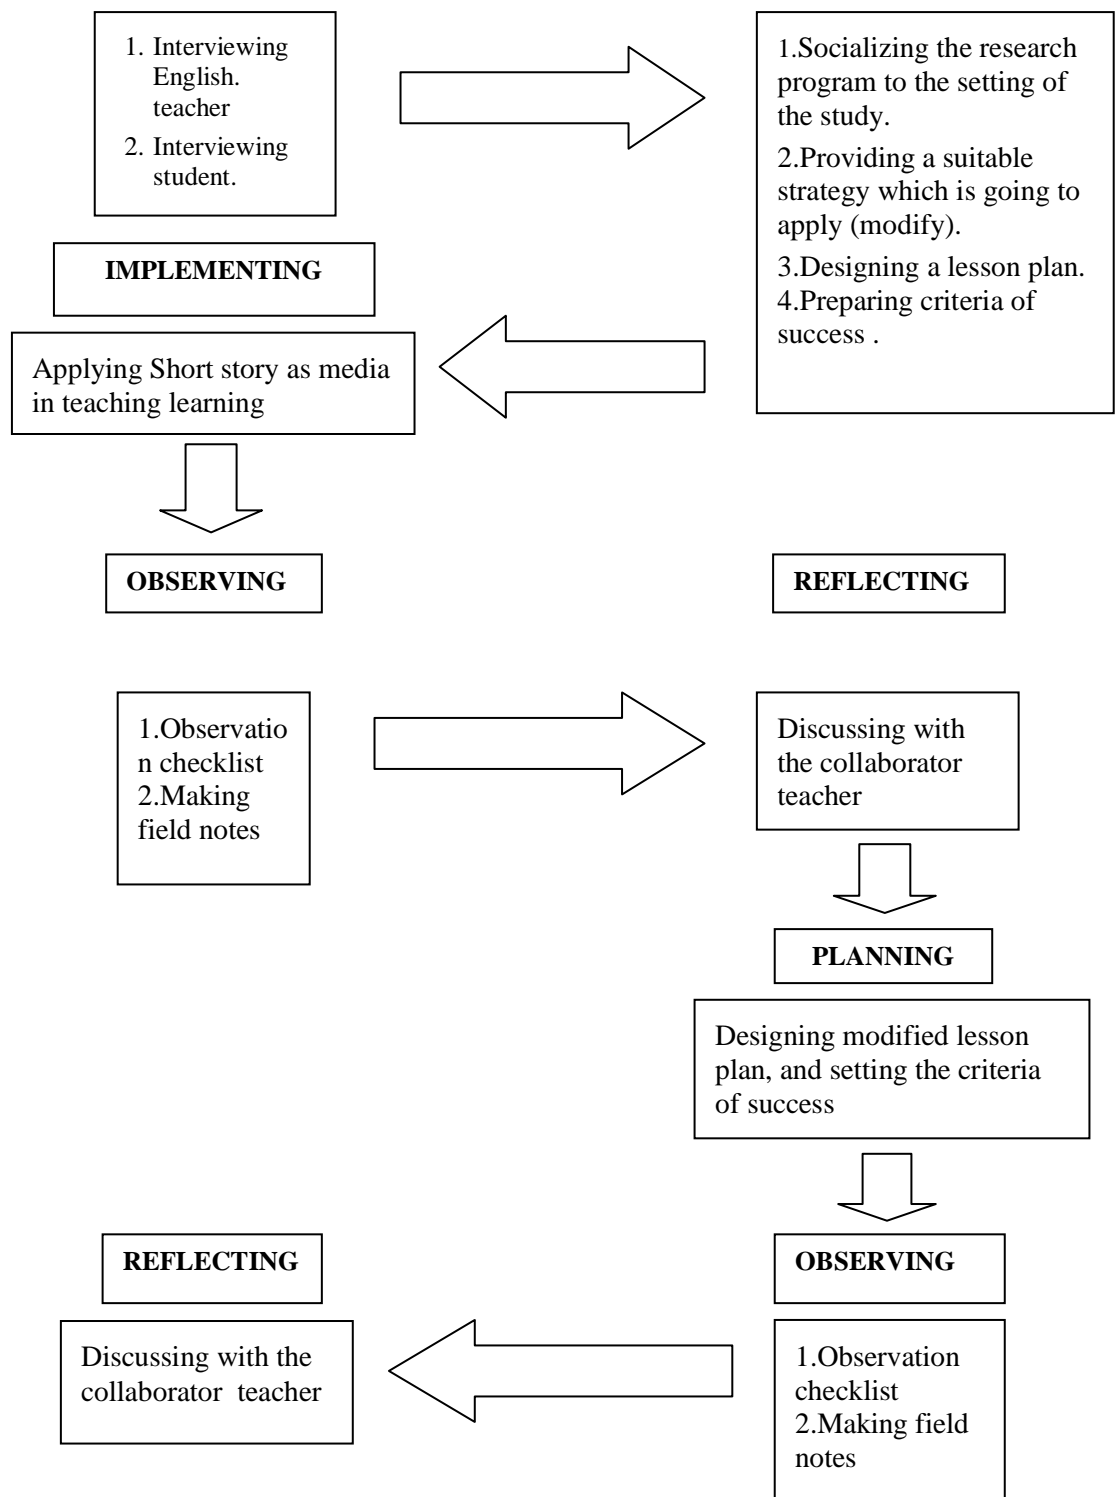 1. Interviewing
English.
teacher
2. Interviewing
student.
1.Socializing the research
program to the setting of
the study.
2.Providing a suitable
strategy which is going to
apply (modify).
3.Designing a lesson plan.
4.Preparing criteria of
success .
IMPLEMENTING
Applying Short story as media
in teaching learning
OBSERVING
1.Observatio
n checklist
2.Making
field notes
REFLECTING
Discussing with
the collaborator
teacher
PLANNING
Designing modified lesson
plan, and setting the criteria
of success
OBSERVING
1.Observation
checklist
2.Making field
notes
REFLECTING
Discussing with the
collaborator  teacher